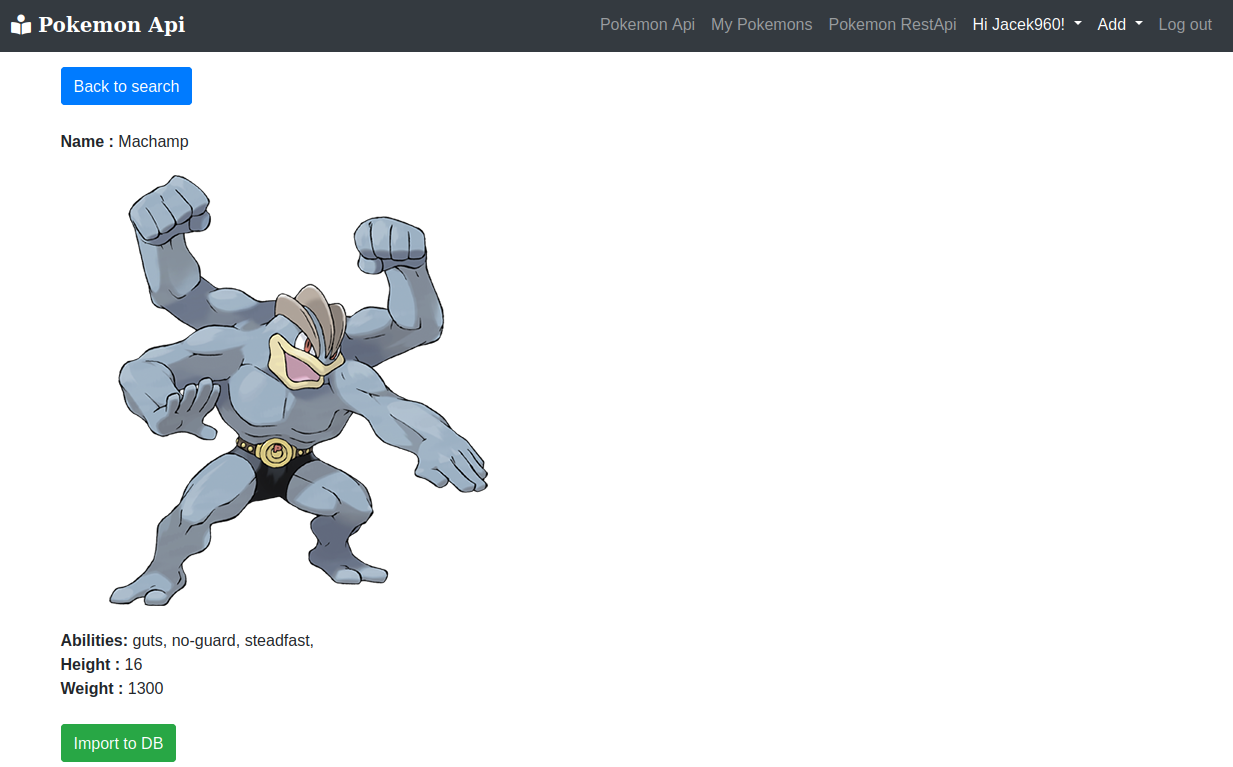 Pokemon Api Pokemon Api My Pokemons Pokemon RestApi Hi Jacek960! Add Log out
Back to search
Name : Machamp
Abilities: guts, no-guard, steadfast,
Height : 16
Weight : 1300
Import to DB